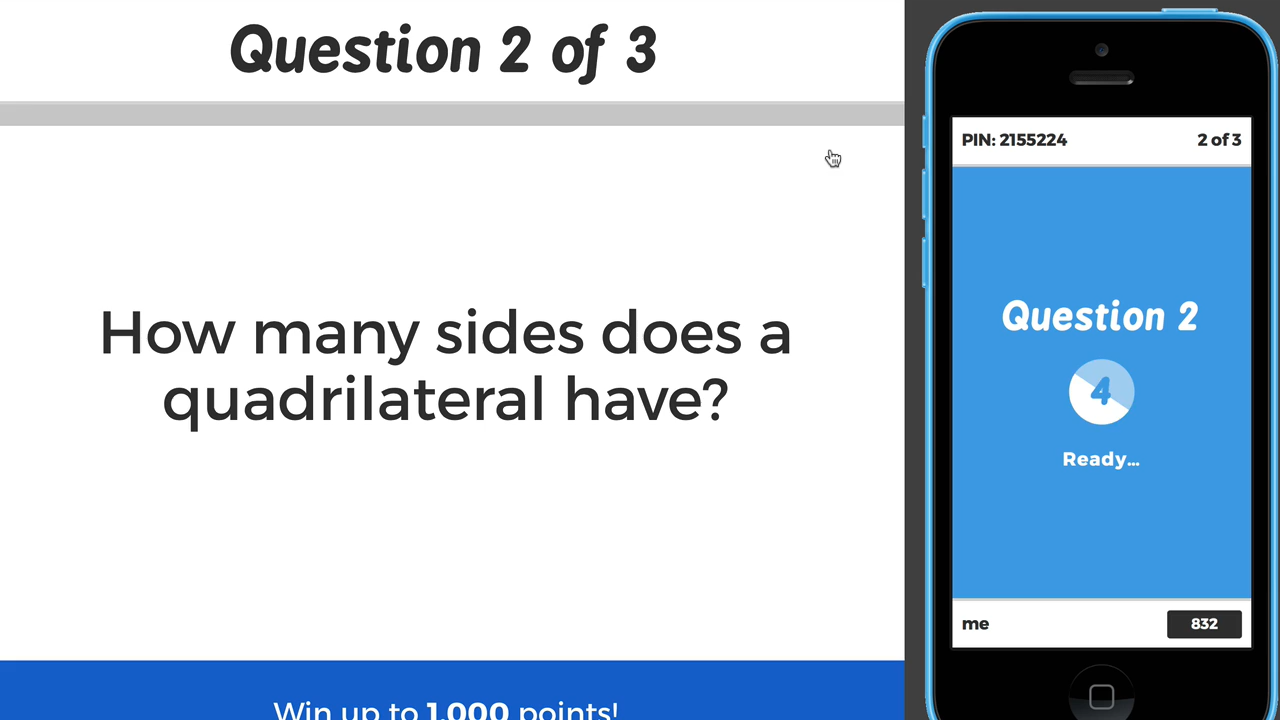 Question 2 of 3
How many sides does a
quadrilateral have?
Win up to 1,000 points!
PIN: 2155224 2 of 3
Question 2
4
Ready...
me 832